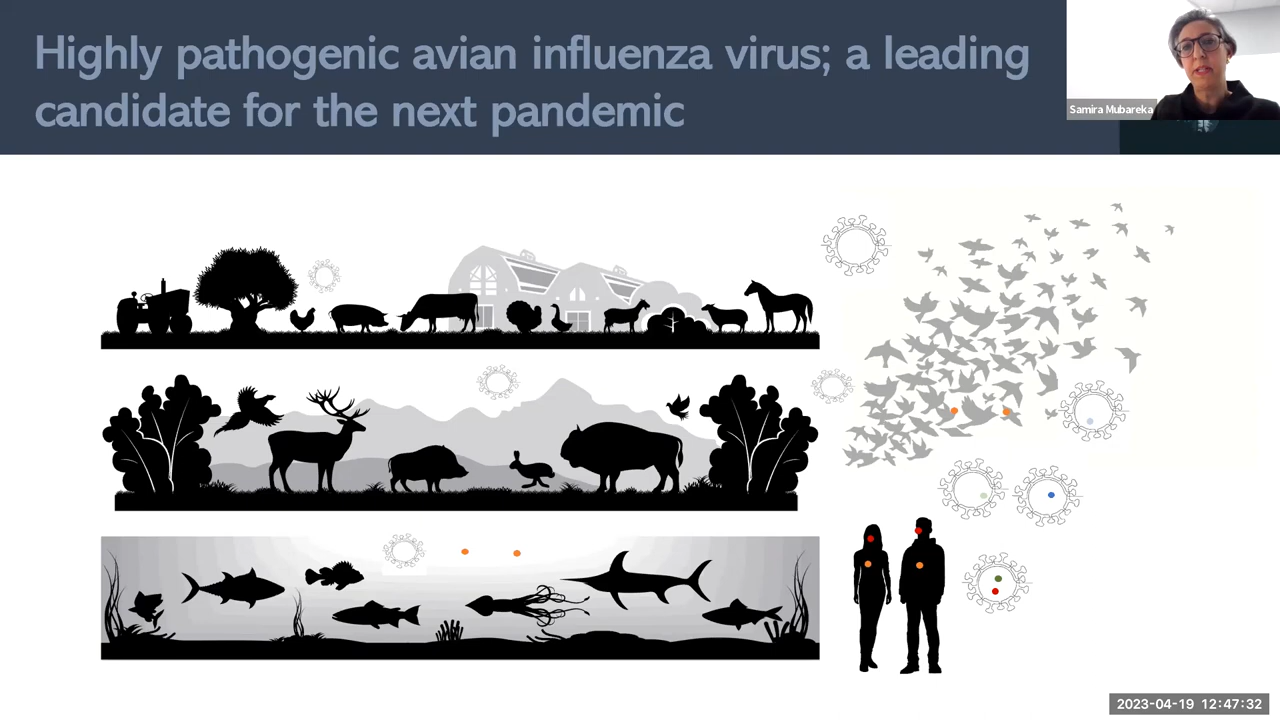 Highly pathogenic avian influenza virus; a leading
candidate for the next pandemic
Samira Mubareka
2023-04-19 12:47:32